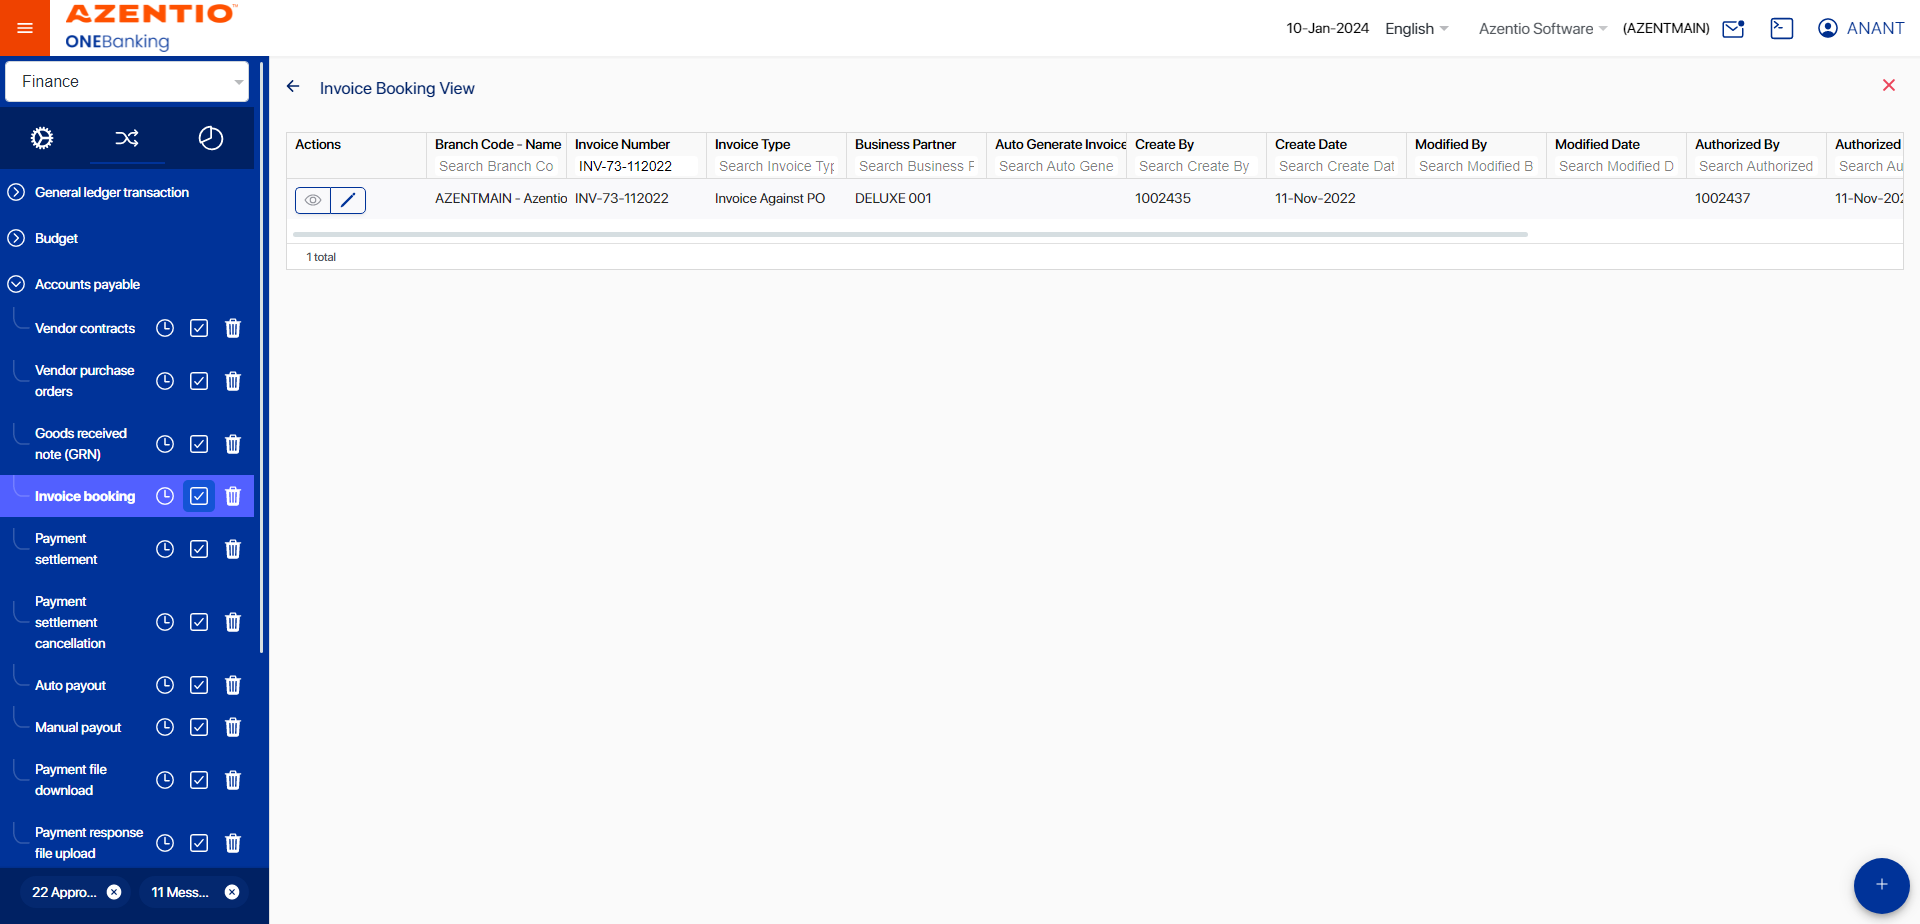 AZENTIO
ONEBanking
10-Jan-2024 English Azentio Software (AZENTMAIN) ANANT
Finance
General ledger transaction
Budget
Accounts payable
Vendor contracts
Vendor purchase
orders
Goods received
note (GRN)
Invoice booking
Payment
settlement
Payment
settlement
cancellation
Auto payout
Manual payout
Payment file
download
Payment response
file upload
22 Appro...
11 Mess...
Invoice Booking View
Actions Branch Code - Name Invoice Number Invoice Type Business Partner Auto Generate Invoice Create By Create Date Modified By Modified Date Authorized By Authorized
Search Branch Co INV-73-112022 Search Invoice Typ Search Business F Search Auto Gene Search Create By Search Create Dat Search Modified B Search Modified D Search Authorized Search Au
AZENTMAIN - Azentio INV-73-112022 Invoice Against PO DELUXE 001 1002435 11-Nov-2022 1002437 11-Nov-202
1 total